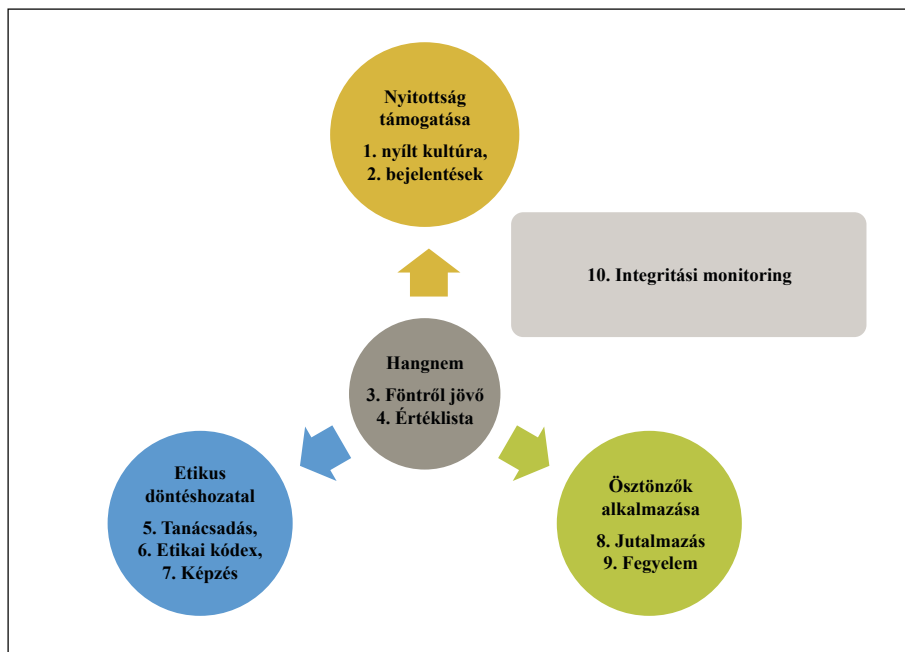 Nyitottság
támogatása
1. nyílt kultúra,
2. bejelentések
10. Integritási monitoring
Hangnem
3. Föntről jövő
4. Értéklista
Etikus
döntéshozatal
5. Tanácsadás,
6. Etikai kódex,
7. Képzés
Ösztönzők
alkalmazása
8. Jutalmazás
9. Fegyelem